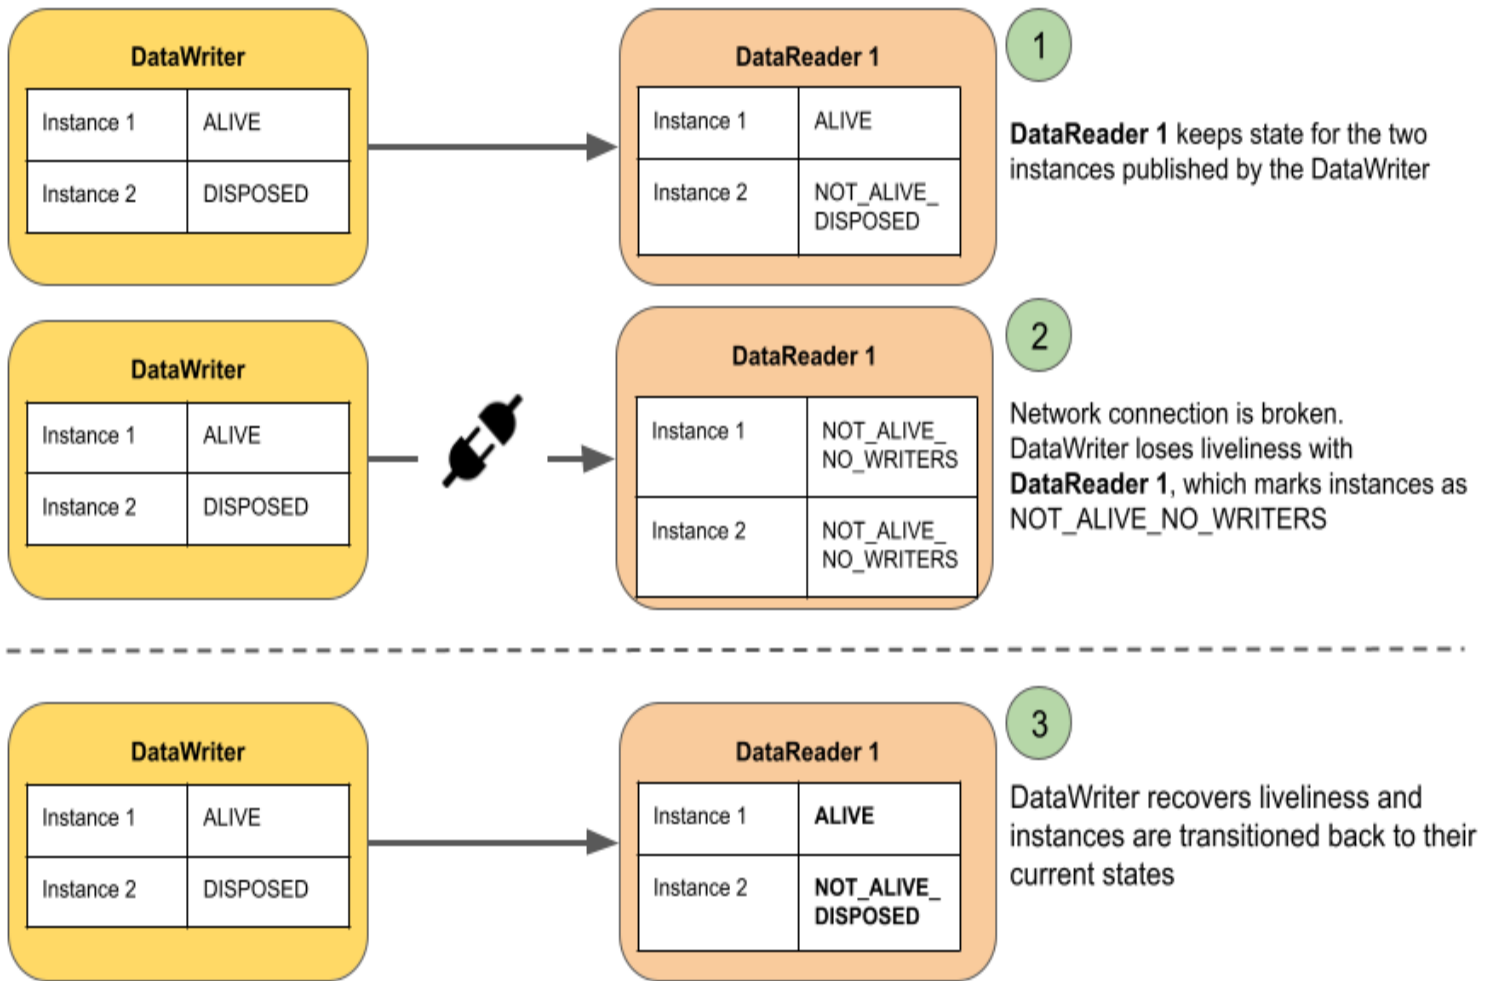 DataWriter
Instance 1 ALIVE
Instance 2 DISPOSED
DataReader 1
Instance 1 ALIVE
Instance 2 NOT_ALIVE_
DISPOSED
1
DataReader 1 keeps state for the two
instances published by the DataWriter
DataWriter
Instance 1 ALIVE
Instance 2 DISPOSED
DataReader 1
Instance 1 NOT_ALIVE_
NO_WRITERS
Instance 2 NOT_ALIVE_
NO_WRITERS
2
Network connection is broken.
DataWriter loses liveliness with
DataReader 1, which marks instances as
NOT_ALIVE_NO_WRITERS
DataWriter
Instance 1 ALIVE
Instance 2 DISPOSED
DataReader 1
Instance 1 ALIVE
Instance 2 NOT_ALIVE_
DISPOSED
3
DataWriter recovers liveliness and
instances are transitioned back to their
current states